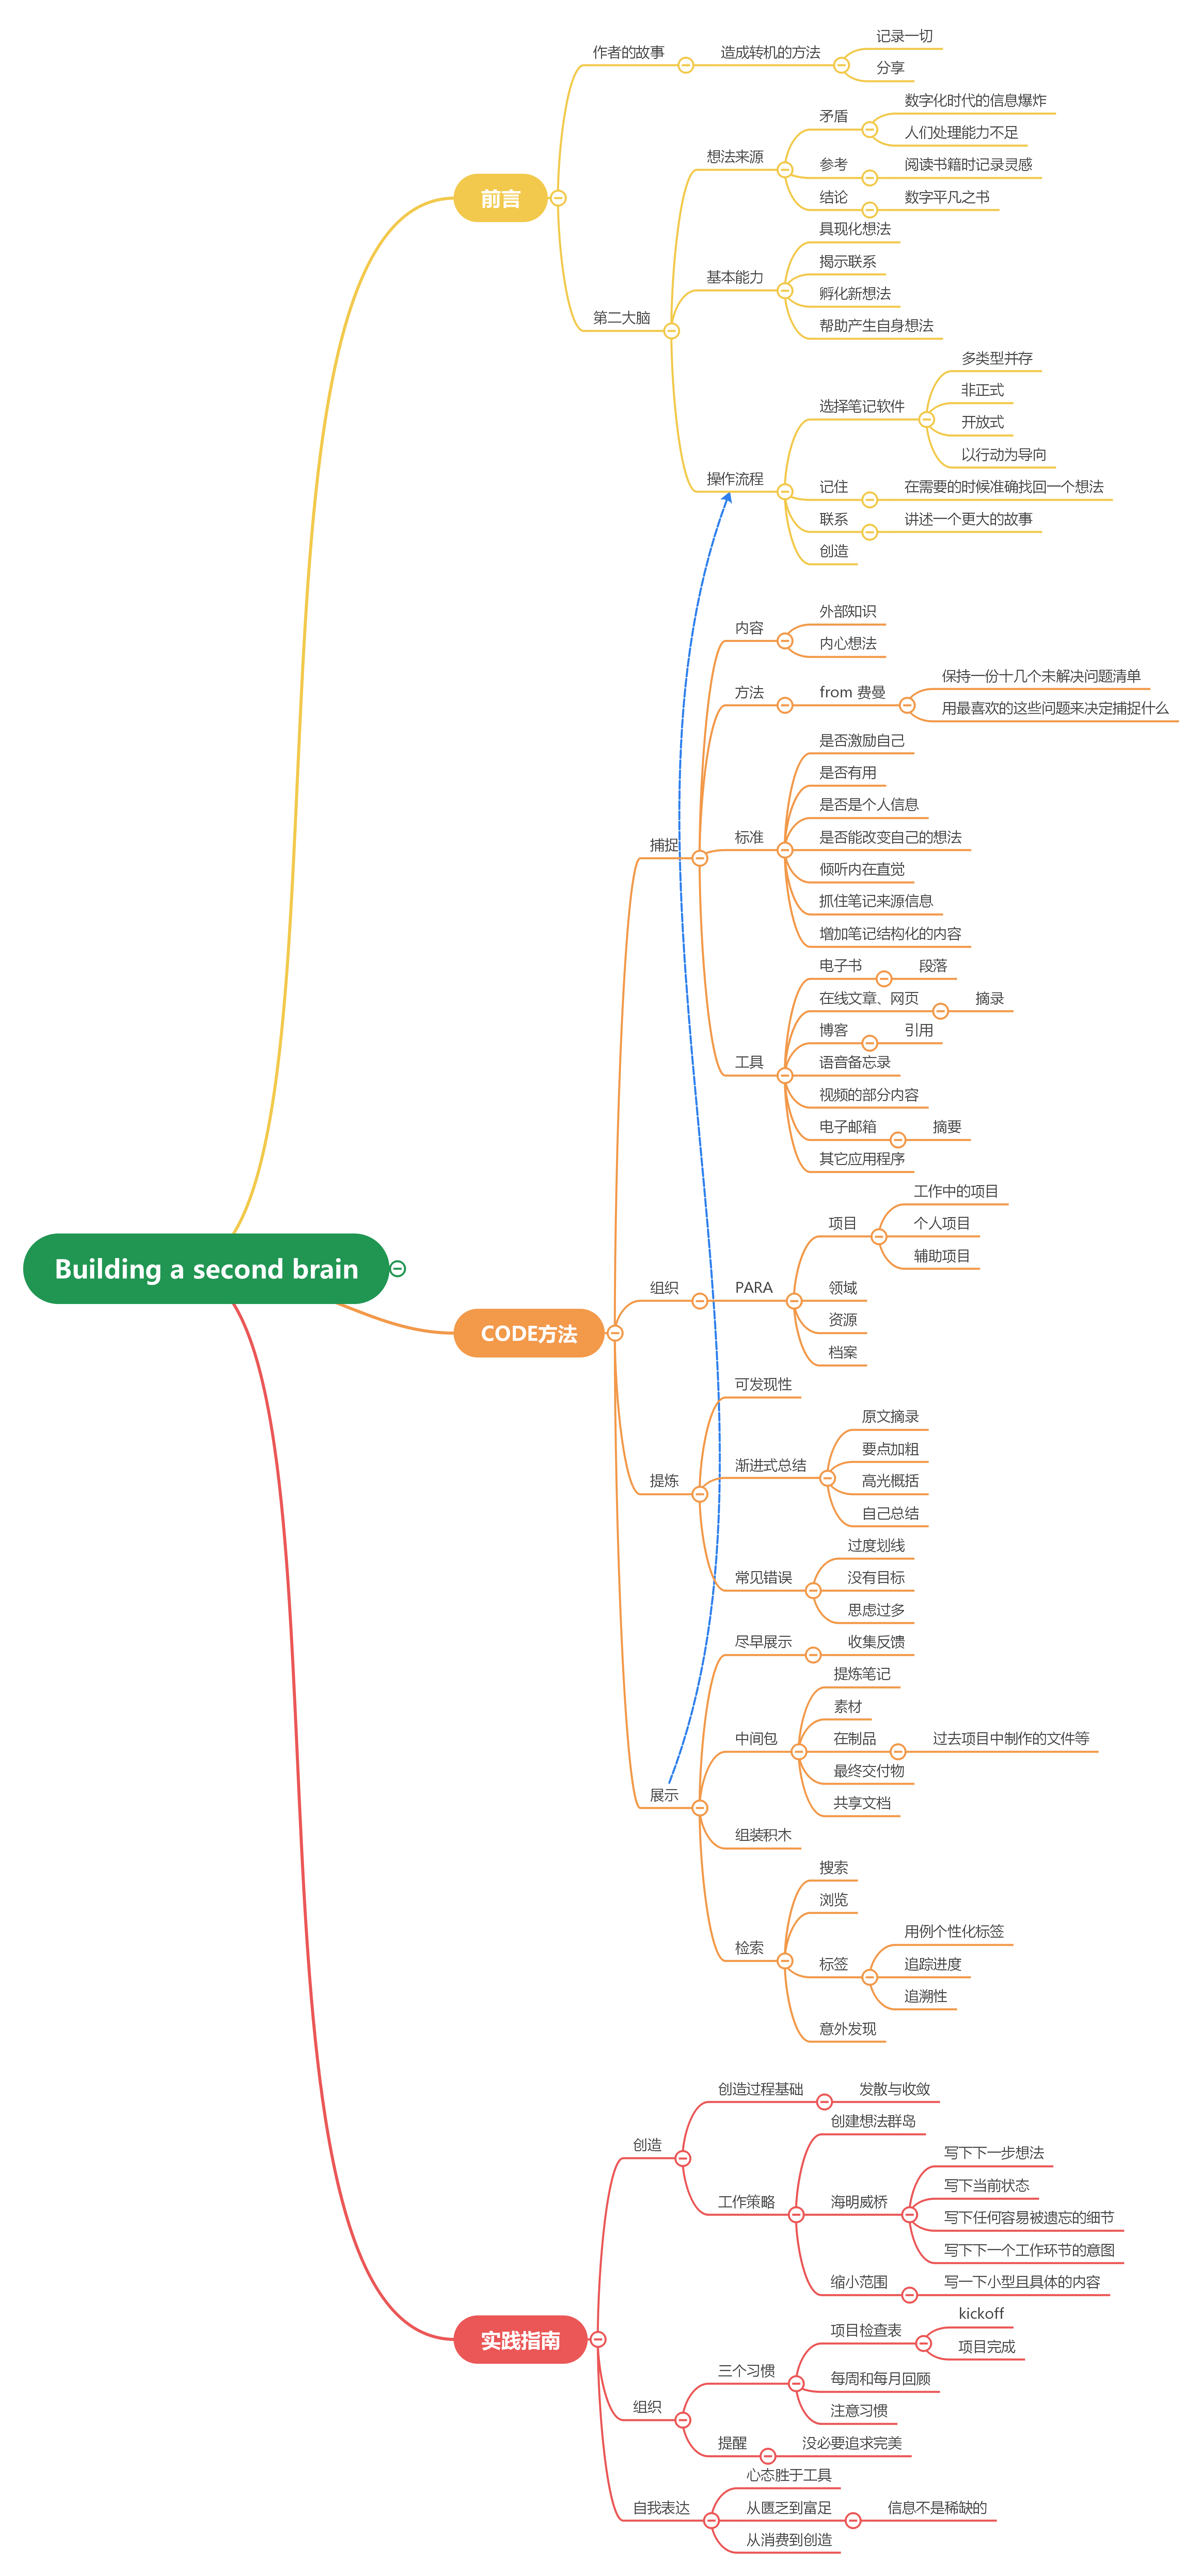 Building a second brain
前言
作者的故事
造成转机的方法
记录一切
分享
第二大脑
想法来源
矛盾
数字化时代的信息爆炸
人们处理能力不足
参考
阅读书籍时记录灵感
结论
数字平凡之书
基本能力
具现化想法
揭示联系
孵化新想法
帮助产生自身想法
操作流程
选择笔记软件
多类型并存
非正式
开放式
以行动为导向
记住
在需要的时候准确找回一个想法
联系
讲述一个更大的故事
创造
CODE方法
捕捉
内容
外部知识
内心想法
方法
from 费曼
保持一份十几个未解决问题清单
用最喜欢的这些问题来决定捕捉什么
标准
是否激励自己
是否有用
是否是个人信息
是否能改变自己的想法
倾听内在直觉
抓住笔记来源信息
增加笔记结构化的内容
工具
电子书
段落
在线文章、网页
摘录
博客
引用
语音备忘录
视频的部分内容
电子邮箱
摘要
其它应用程序
组织
PARA
项目
工作中的项目
个人项目
辅助项目
领域
资源
档案
提炼
可发现性
渐进式总结
原文摘录
要点加粗
高光概括
自己总结
常见错误
过度划线
没有目标
思虑过多
展示
尽早展示
收集反馈
中间包
提炼笔记
素材
在制品
过去项目中制作的文件等
最终交付物
共享文档
组装积木
检索
搜索
浏览
标签
用例个性化标签
追踪进度
追溯性
意外发现
实践指南
创造
创造过程基础
发散与收敛
工作策略
创建想法群岛
海明威桥
写下下一步想法
写下当前状态
写下任何容易被遗忘的细节
写下下一个工作环节的意图
缩小范围
写一下小型且具体的内容
组织
三个习惯
项目检查表
kickoff
项目完成
每周和每月回顾
注意习惯
提醒
没必要追求完美
自我表达
心态胜于工具
从匮乏到富足
信息不是稀缺的
从消费到创造